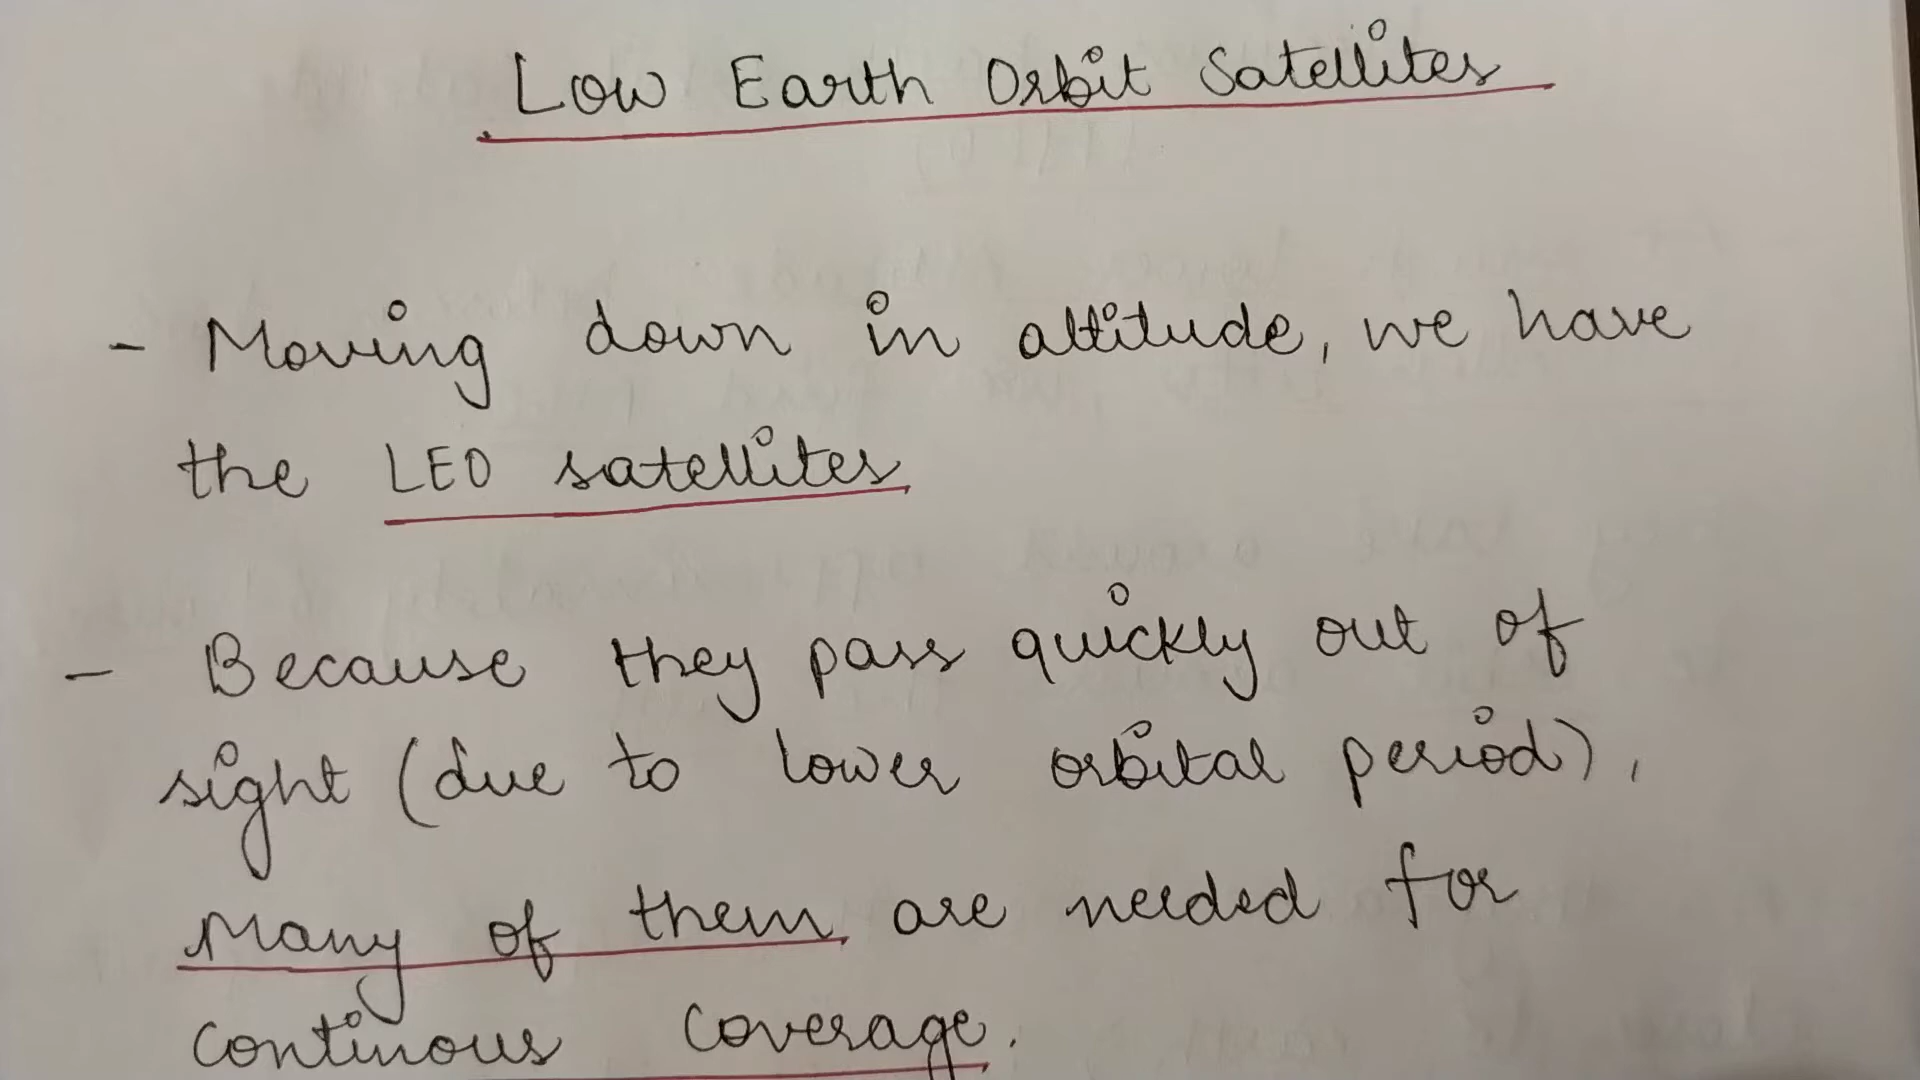 Low Earth Orbit Satellites
- Moving down in altitude, we have
the LEO satellites
- Because they pass quickly out of
sight (due to lower orbital period),
Many of them are needed for
continous coverage.